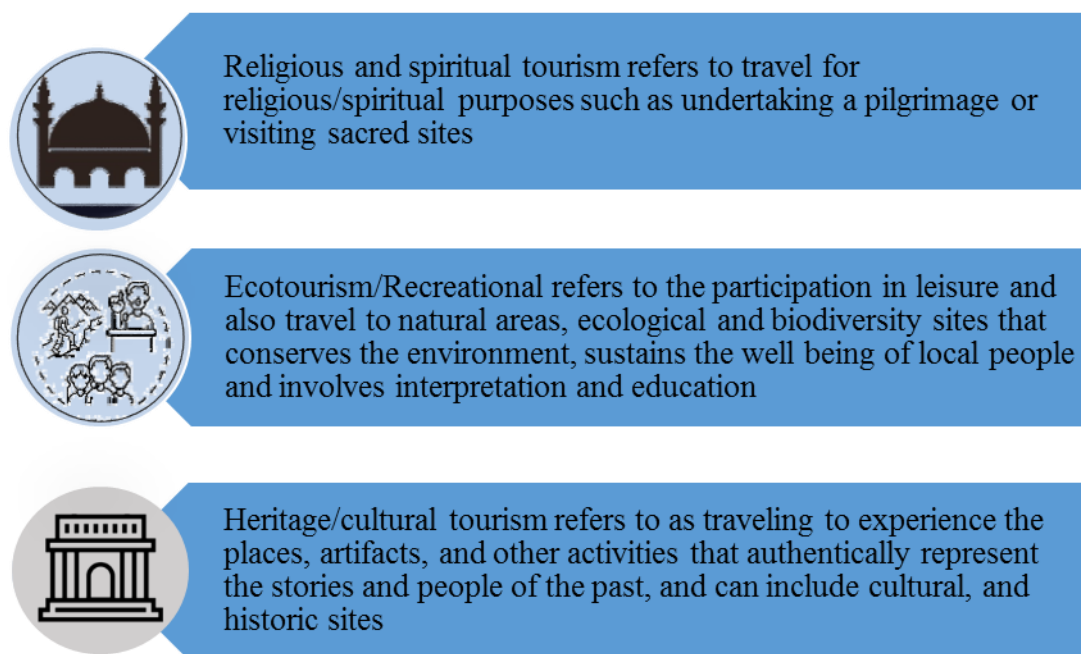 Religious and spiritual tourism refers to travel for
religious/spiritual purposes such as undertaking a pilgrimage or
visiting sacred sites
Ecotourism/Recreational refers to the participation in leisure and
also travel to natural areas, ecological and biodiversity sites that
conserves the environment, sustains the well being of local people
and involves interpretation and education
Heritage/cultural tourism refers to as traveling to experience the
places, artifacts, and other activities that authentically represent
the stories and people of the past, and can include cultural, and
historic sites